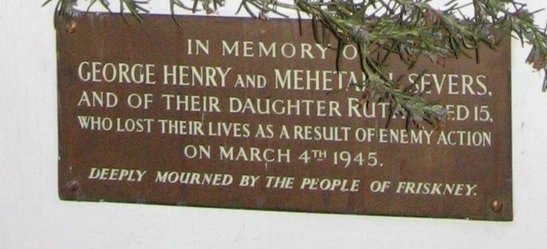 IN MEMORY
GEORGE HENRY AND SEVERS,
AND OF THEIR DAUGHTER 15,
WHO LOST THEIR LIVES AS A RESULT OF ENEMY ACTION
ON MARCH 4TH 1945.
DEEPLY MOURNED BY THE PEOPLE OF FRISKNEY.